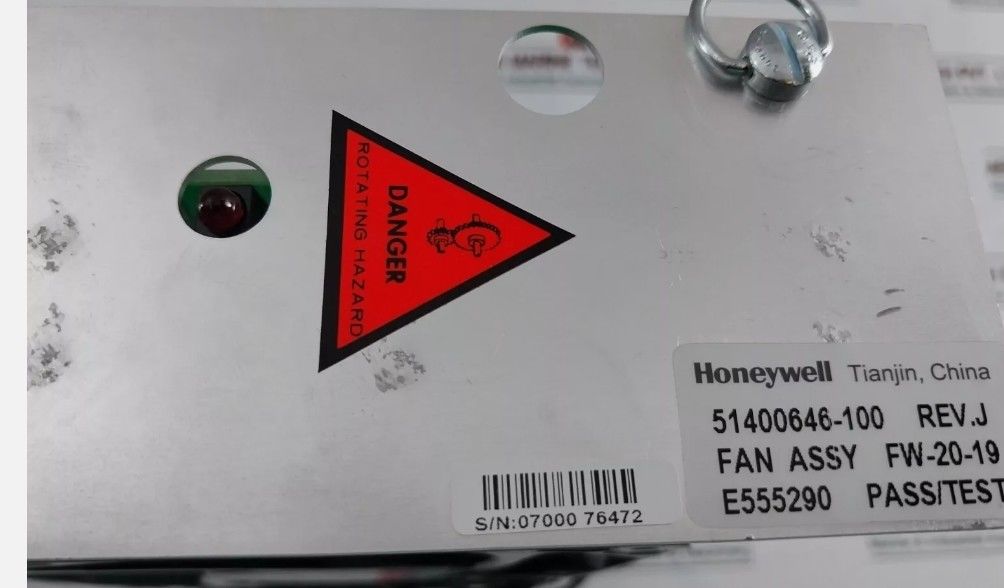 DANGER
ROTATING HAZARD
Honeywell Tianjin, China
51400646-100 REV.J
FAN ASSY FW-20-19
E555290 PASS/TEST
S/N:07000 76472